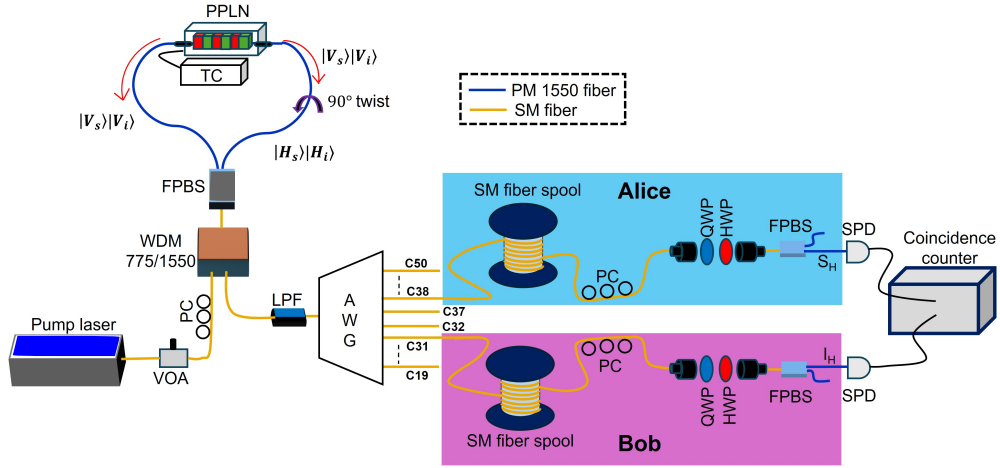 PPLN
TC
|V_s⟩|V_i⟩
90° twist
|V_s⟩|V_i⟩
|H_s⟩|H_i⟩
FPBS
WDM
775/1550
PC
Pump laser
VOA
LPF
AWG
C50
C38
C37
C32
C31
C19
PM 1550 fiber
SM fiber
SM fiber spool
Alice
PC
QWP
HWP
FPBS
S_H
SPD
Coincidence
counter
PC
QWP
HWP
I_H
FPBS
SPD
SM fiber spool
Bob